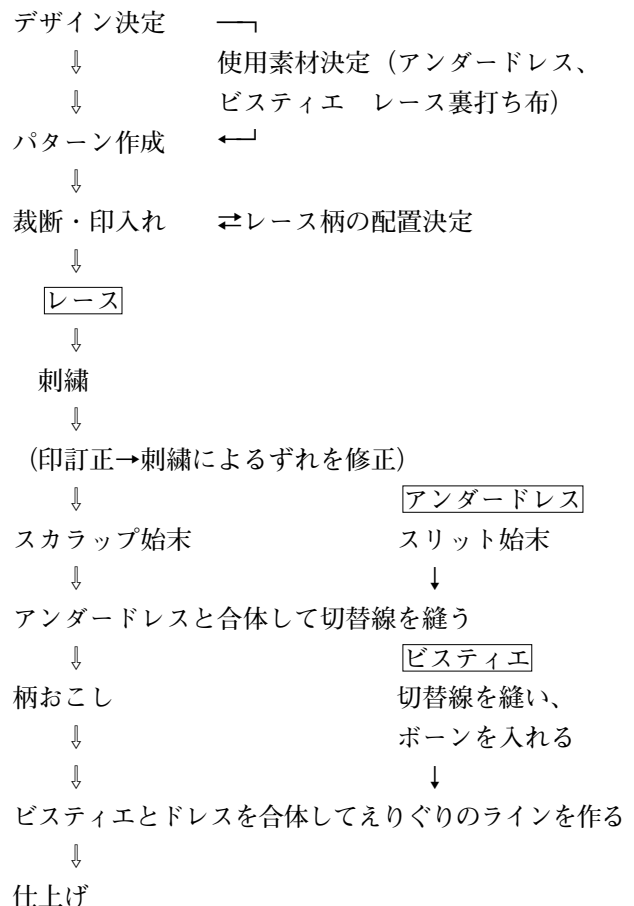 デザイン決定
⇓ 使用素材決定（アンダードレス、
⇓ ビスティエ　レース裏打ち布）
パターン作成
⇓
裁断・印入れ ⇄レース柄の配置決定
⇓
レース
⇓
刺繍
⇓
（印訂正→刺繍によるずれを修正）
⇓ アンダードレス
スカラップ始末 スリット始末
⇓ ↓
アンダードレスと合体して切替線を縫う
⇓ ビスティエ
柄おこし 切替線を縫い、
⇓ ボーンを入れる
⇓ ↓
ビスティエとドレスを合体してえりぐりのラインを作る
⇓
仕上げ